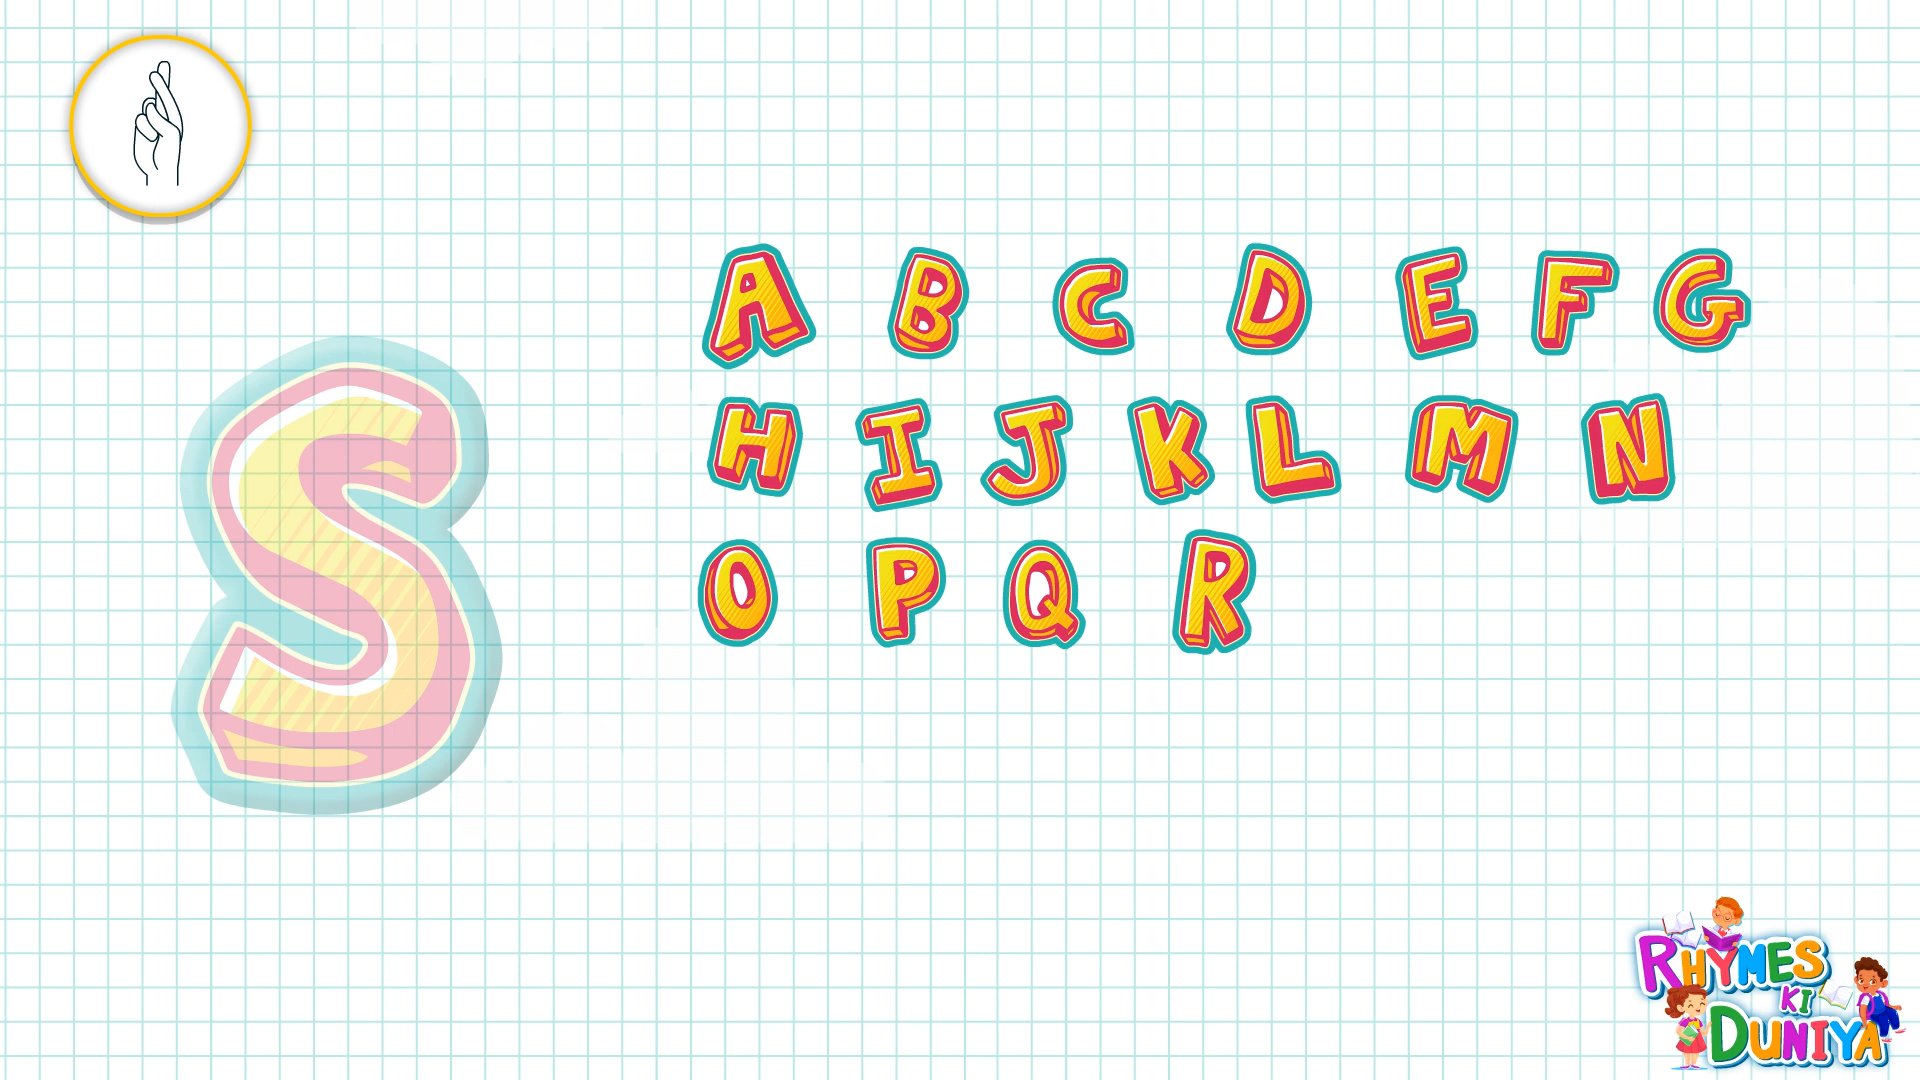 S
A B C D E F G
H I J K L M N
O P Q R
RHYMES
KI
DUNIYA